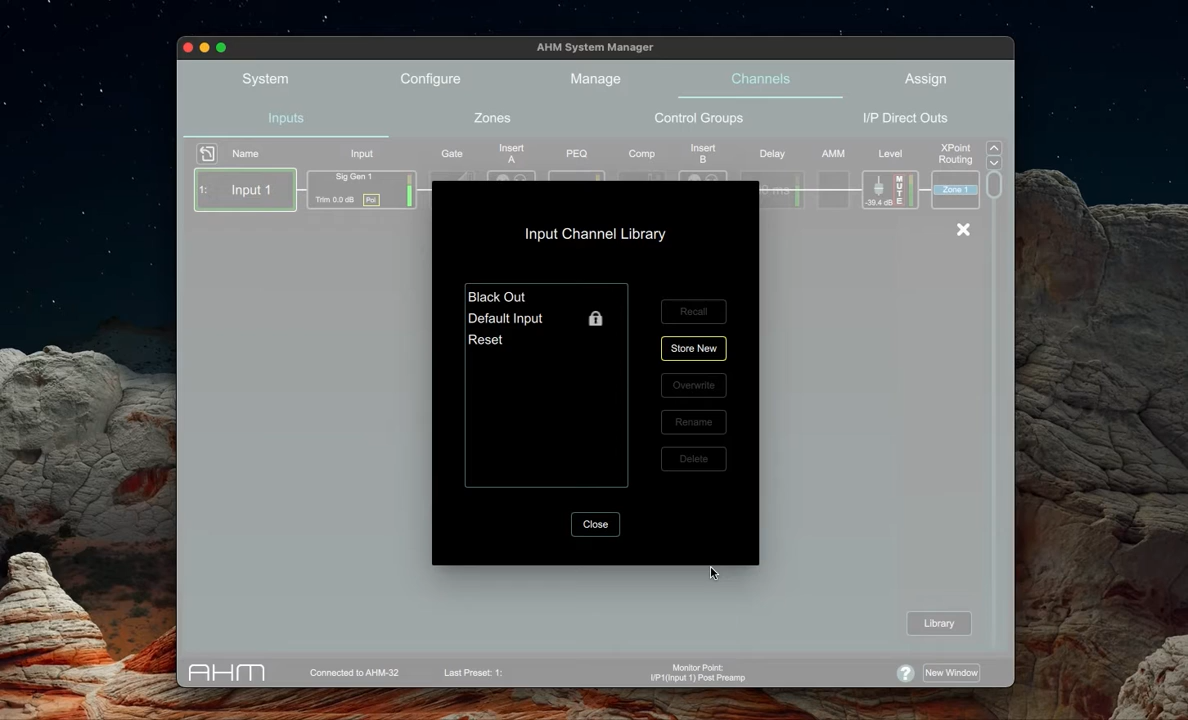 AHM System Manager
System Configure Manage Channels Assign
Inputs Zones Control Groups I/P Direct Outs
Name Input Gate Insert A PEQ Comp Insert B Delay AMM Level XPoint Routing
1: Input 1
Sig Gen 1
Trim 0.0 dB Pol
-39.4 dB
MUTE
Zone 1
Input Channel Library
Black Out
Default Input
Reset
Recall
Store New
Overwrite
Rename
Delete
Close
Library
AHM Connected to AHM-32 Last Preset: 1:
Monitor Point:
I/P1(Input 1) Post Preamp
? New Window